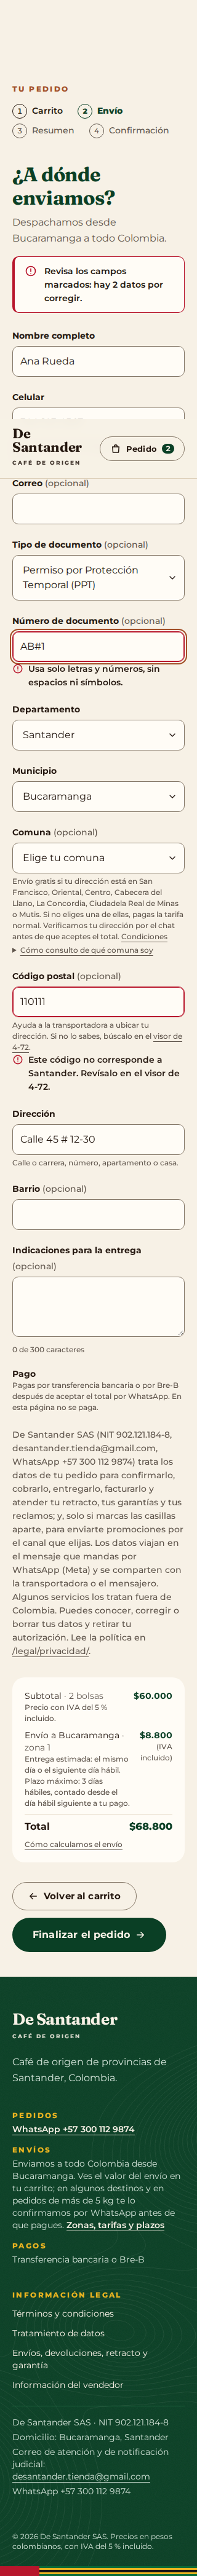 TU PEDIDO
1 Carrito 2 Envío
3 Resumen 4 Confirmación
¿A dónde
enviamos?
Despachamos desde
Bucaramanga a todo Colombia.
Revisa los campos
marcados: hay 2 datos por
corregir.
Nombre completo
Ana Rueda
Celular
De
Santander
CAFÉ DE ORIGEN
Pedido 2
Correo (opcional)
Tipo de documento (opcional)
Permiso por Protección
Temporal (PPT)
Número de documento (opcional)
AB#1
Usa solo letras y números, sin
espacios ni símbolos.
Departamento
Santander
Municipio
Bucaramanga
Comuna (opcional)
Elige tu comuna
Envío gratis si tu dirección está en San
Francisco, Oriental, Centro, Cabecera del
Llano, La Concordia, Ciudadela Real de Minas
o Mutis. Si no eliges una de ellas, pagas la tarifa
normal. Verificamos tu dirección por el chat
antes de que aceptes el total. Condiciones
Cómo consulto de qué comuna soy
Código postal (opcional)
110111
Ayuda a la transportadora a ubicar tu
dirección. Si no lo sabes, búscalo en el visor de
4-72.
Este código no corresponde a
Santander. Revísalo en el visor de
4-72.
Dirección
Calle 45 # 12-30
Calle o carrera, número, apartamento o casa.
Barrio (opcional)
Indicaciones para la entrega
(opcional)
0 de 300 caracteres
Pago
Pagas por transferencia bancaria o por Bre-B
después de aceptar el total por WhatsApp. En
esta página no se paga.
De Santander SAS (NIT 902.121.184-8,
desantander.tienda@gmail.com,
WhatsApp +57 300 112 9874) trata los
datos de tu pedido para confirmarlo,
cobrarlo, entregarlo, facturarlo y
atender tu retracto, tus garantías y tus
reclamos; y, solo si marcas las casillas
aparte, para enviarte promociones por
el canal que elijas. Los datos viajan en
el mensaje que mandas por
WhatsApp (Meta) y se comparten con
la transportadora o el mensajero.
Algunos servicios los tratan fuera de
Colombia. Puedes conocer, corregir o
borrar tus datos y retirar tu
autorización. Lee la política en
/legal/privacidad/.
Subtotal · 2 bolsas $60.000
Precio con IVA del 5 %
incluido.
Envío a Bucaramanga · $8.800
zona 1 (IVA
incluido)
Entrega estimada: el mismo
día o el siguiente día hábil.
Plazo máximo: 3 días
hábiles, contado desde el
día hábil siguiente a tu pago.
Total $68.800
Cómo calculamos el envío
← Volver al carrito
Finalizar el pedido →
De Santander
CAFÉ DE ORIGEN
Café de origen de provincias de
Santander, Colombia.
PEDIDOS
WhatsApp +57 300 112 9874
ENVÍOS
Enviamos a todo Colombia desde
Bucaramanga. Ves el valor del envío en
tu carrito; en algunos destinos y en
pedidos de más de 5 kg te lo
confirmamos por WhatsApp antes de
que pagues. Zonas, tarifas y plazos
PAGOS
Transferencia bancaria o Bre-B
INFORMACIÓN LEGAL
Términos y condiciones
Tratamiento de datos
Envíos, devoluciones, retracto y
garantía
Información del vendedor
De Santander SAS · NIT 902.121.184-8
Domicilio: Bucaramanga, Santander
Correo de atención y de notificación
judicial:
desantander.tienda@gmail.com
WhatsApp +57 300 112 9874
© 2026 De Santander SAS. Precios en pesos
colombianos, con IVA del 5 % incluido.